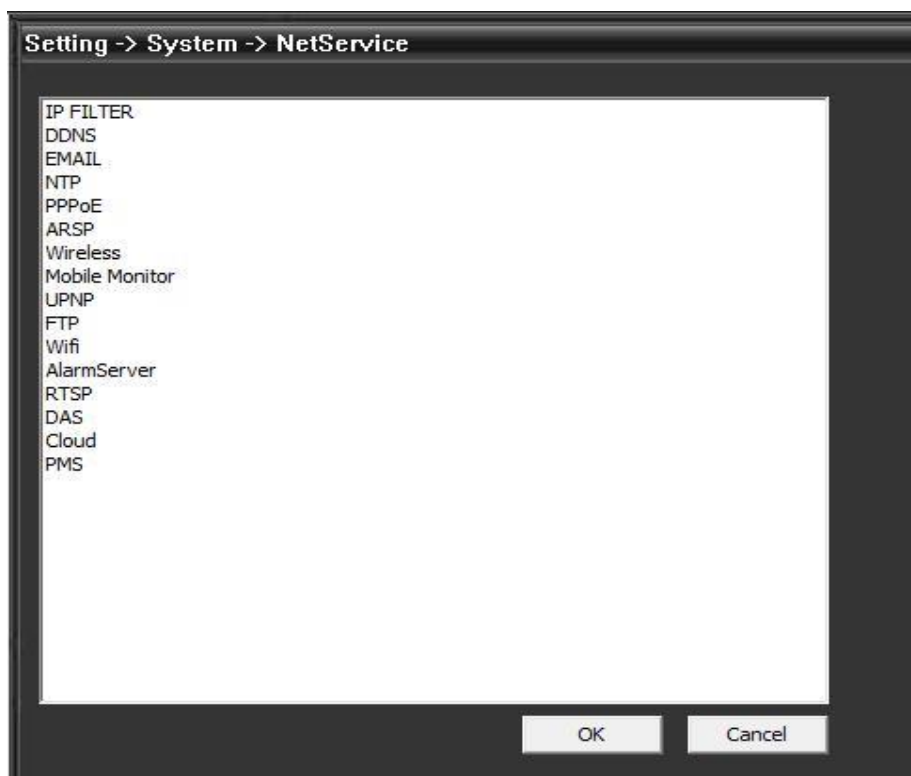 Setting -> System -> NetService
IP FILTER
DDNS
EMAIL
NTP
PPPoE
ARSP
Wireless
Mobile Monitor
UPNP
FTP
Wifi
AlarmServer
RTSP
DAS
Cloud
PMS
OK
Cancel